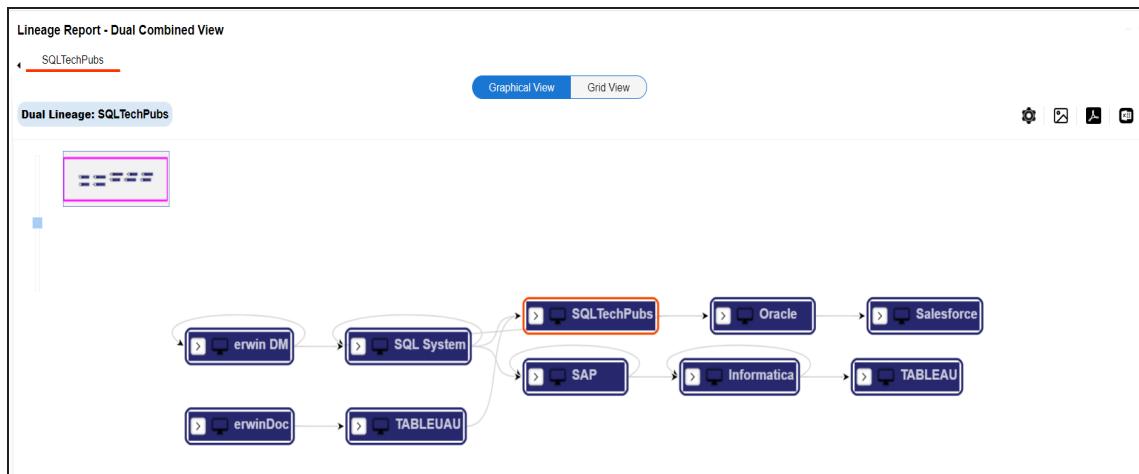 Lineage Report - Dual Combined View
SQLTechPubs
Graphical View Grid View
Dual Lineage: SQLTechPubs
SQLTechPubs Oracle Salesforce
erwin DM SQL System
SAP Informatica TABLEAU
erwinDoc TABLEUAU